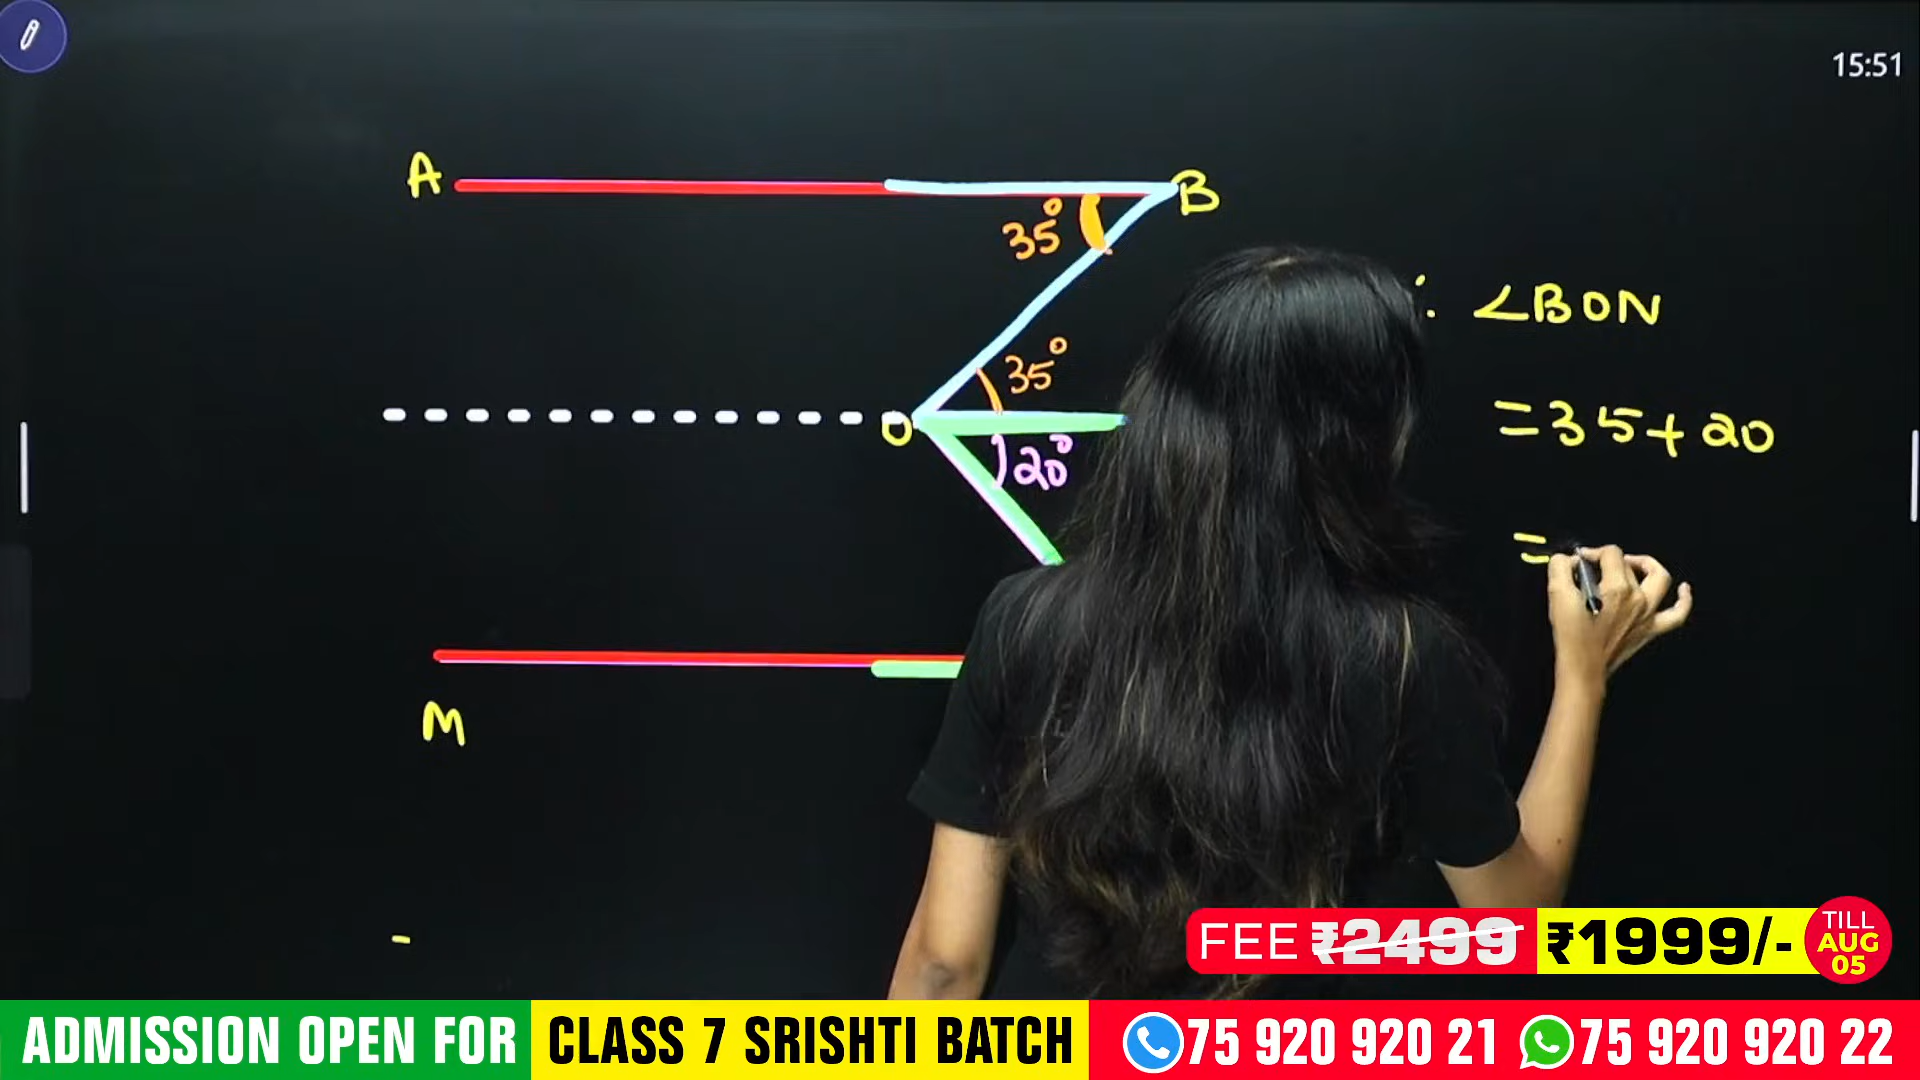 15:51
A
B
35°
∴ ∠BON
35°
=35+20
O
20°
=
M
-
FEE ₹2499 ₹1999/-
TILL
AUG
05
ADMISSION OPEN FOR CLASS 7 SRISHTI BATCH 75 920 920 21 75 920 920 22